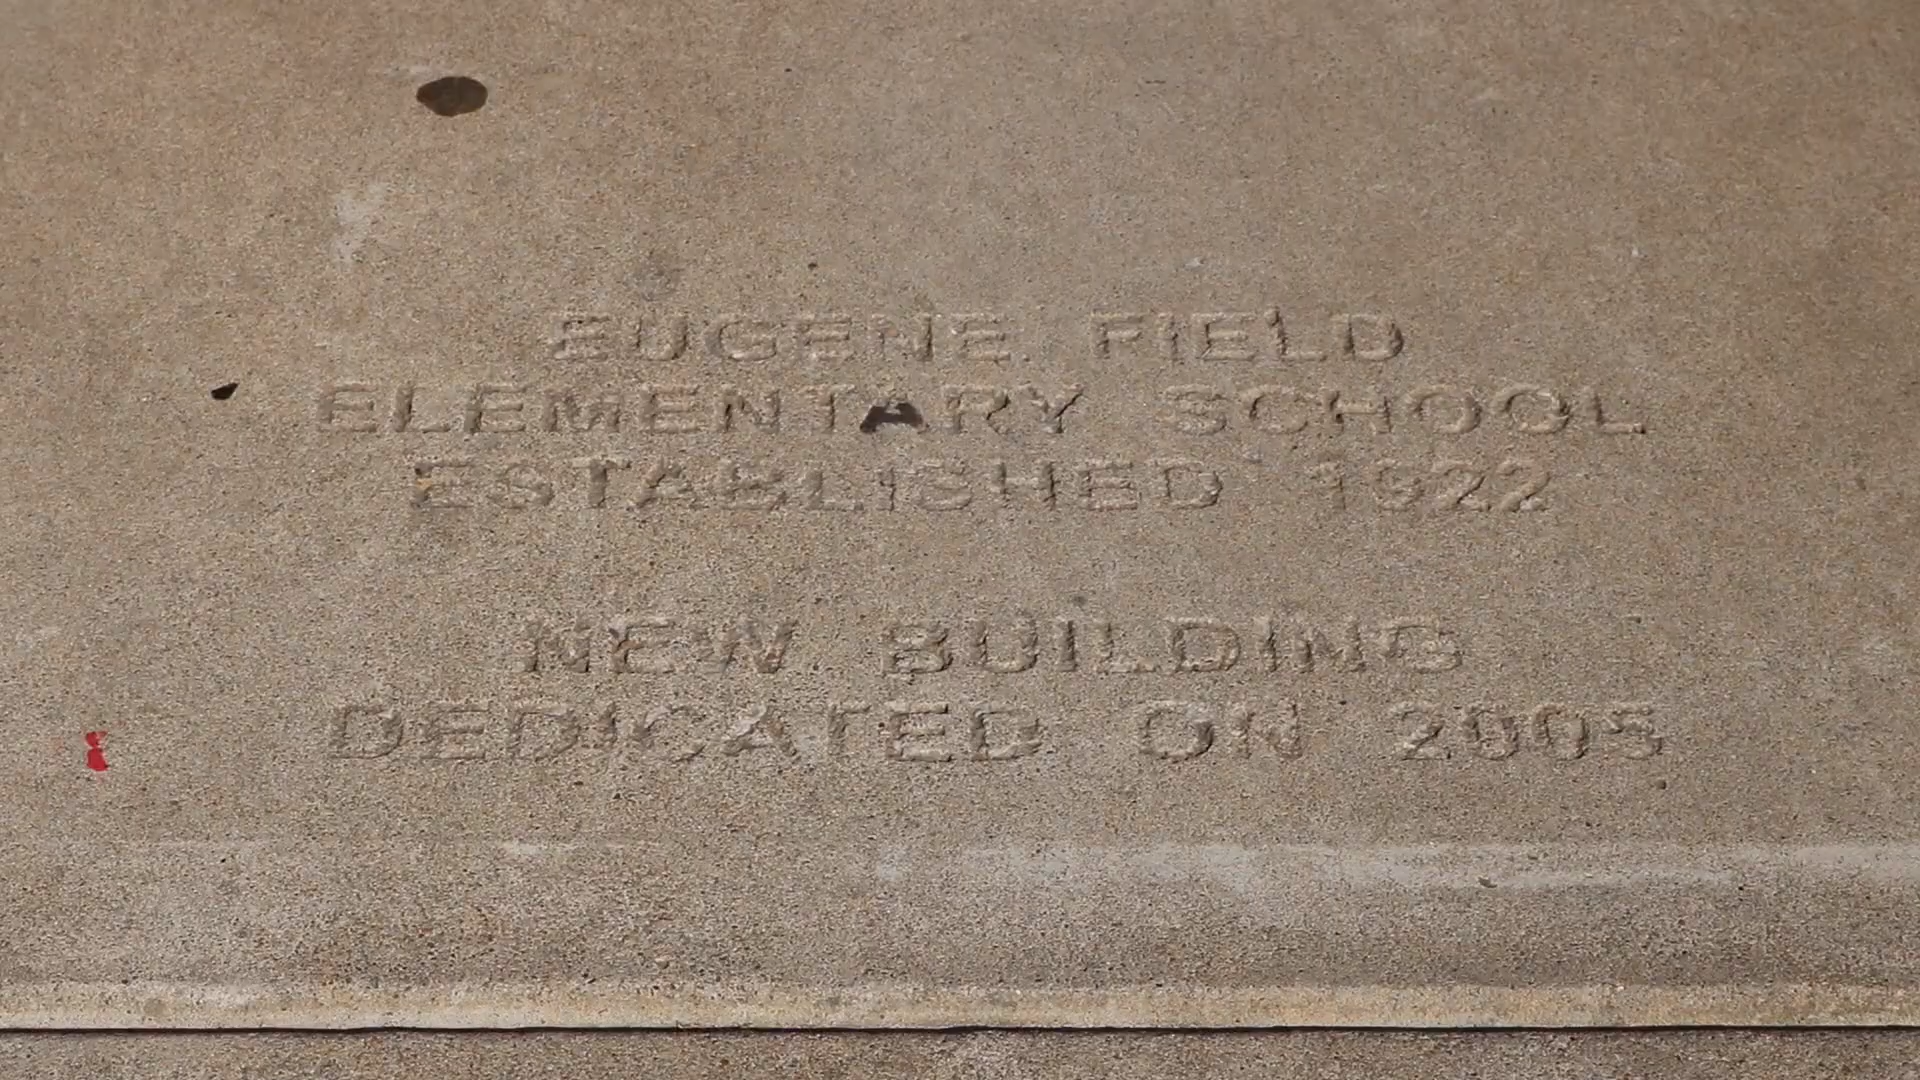 EUGENE FIELD
ELEMENTARY SCHOOL
ESTABLISHED 1922
NEW BUILDING
DEDICATED ON 2005